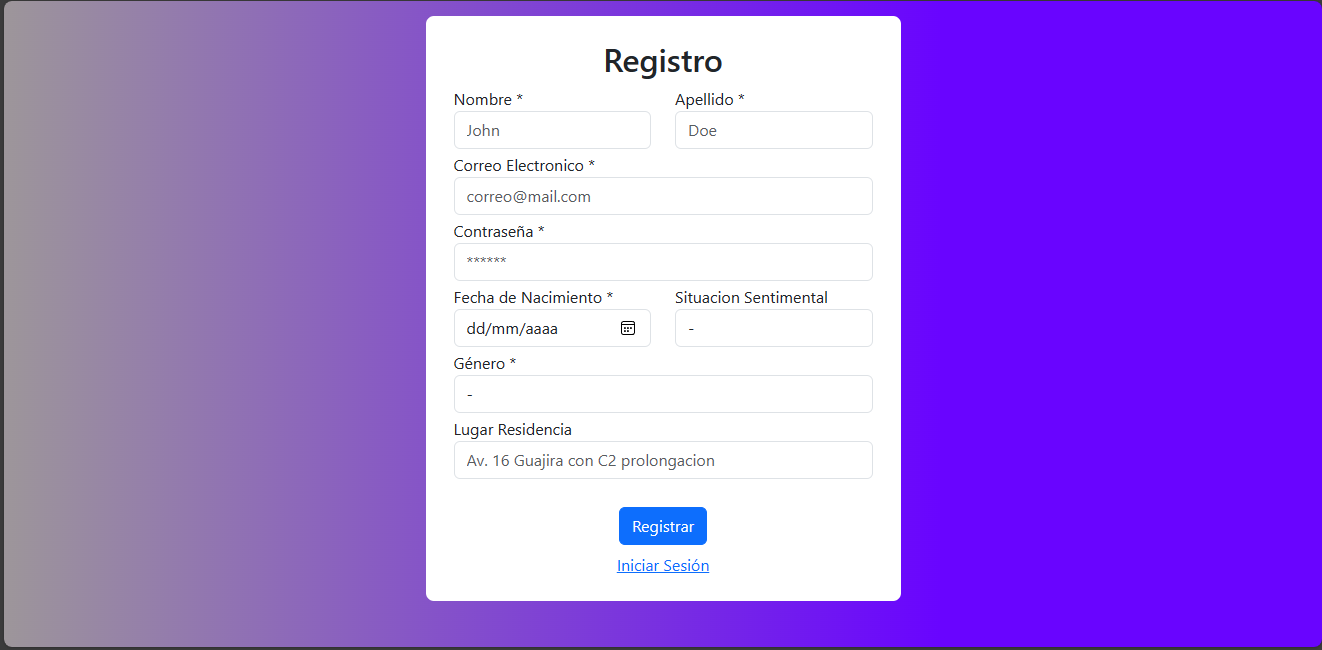 Registro
Nombre * Apellido *
John Doe
Correo Electronico *
correo@mail.com
Contraseña *
******
Fecha de Nacimiento * Situacion Sentimental
dd/mm/aaaa -
Género *
-
Lugar Residencia
Av. 16 Guajira con C2 prolongacion
Registrar
Iniciar Sesión